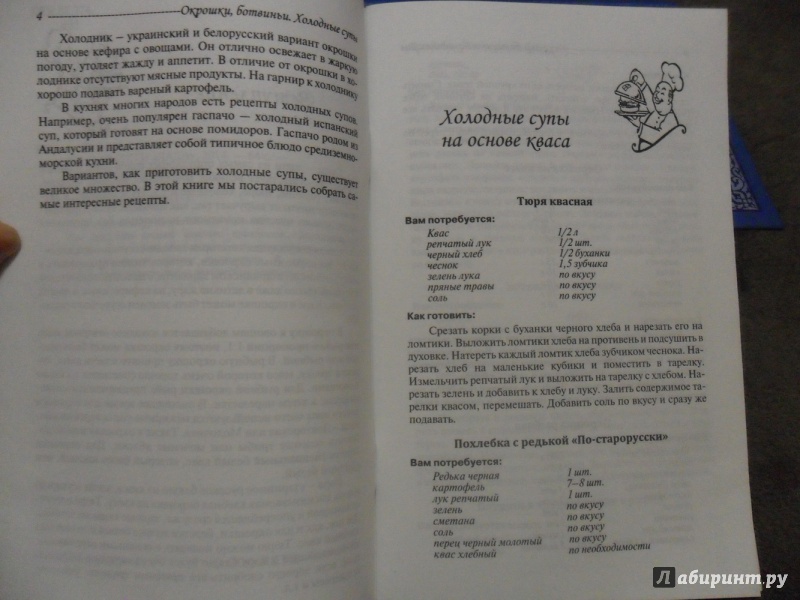 4 Окрошки, ботвиньи. Холодные супы
Холодник – украинский и белорусский вариант окрошки
на основе кефира с овощами. Он отлично освежает в жаркую
погоду, утоляет жажду и аппетит. В отличие от окрошки в хо-
лоднике отсутствуют мясные продукты. На гарнир к холоднику
хорошо подавать вареный картофель.
В кухнях многих народов есть рецепты холодных супов.
Например, очень популярен гаспачо – холодный испанский
суп, который готовят на основе помидоров. Гаспачо родом из
Андалусии и представляет собой типичное блюдо средиземно-
морской кухни.
Вариантов, как приготовить холодные супы, существует
великое множество. В этой книге мы постарались собрать са-
мые интересные рецепты.
Холодные супы
на основе кваса
Тюря квасная
Вам потребуется:
Квас 1/2 л
репчатый лук 1/2 шт.
черный хлеб 1/2 буханки
чеснок 1,5 зубчика
зелень лука по вкусу
пряные травы по вкусу
соль по вкусу
Как готовить:
Срезать корки с буханки черного хлеба и нарезать его на
ломтики. Выложить ломтики хлеба на противень и подсушить в
духовке. Натереть каждый ломтик хлеба зубчиком чеснока. На-
резать хлеб на маленькие кубики и поместить в тарелку.
Измельчить репчатый лук и выложить на тарелку с хлебом. На-
резать зелень и добавить к хлебу и луку. Залить содержимое та-
релки квасом, перемешать. Добавить соль по вкусу и сразу же
подавать.
Похлебка с редькой «По-старорусски»
Вам потребуется:
Редька черная 1 шт.
картофель 7–8 шт.
лук репчатый 1 шт.
зелень по вкусу
сметана по вкусу
соль по вкусу
перец черный молотый по вкусу
квас хлебный по необходимости
Лабиринт.ру